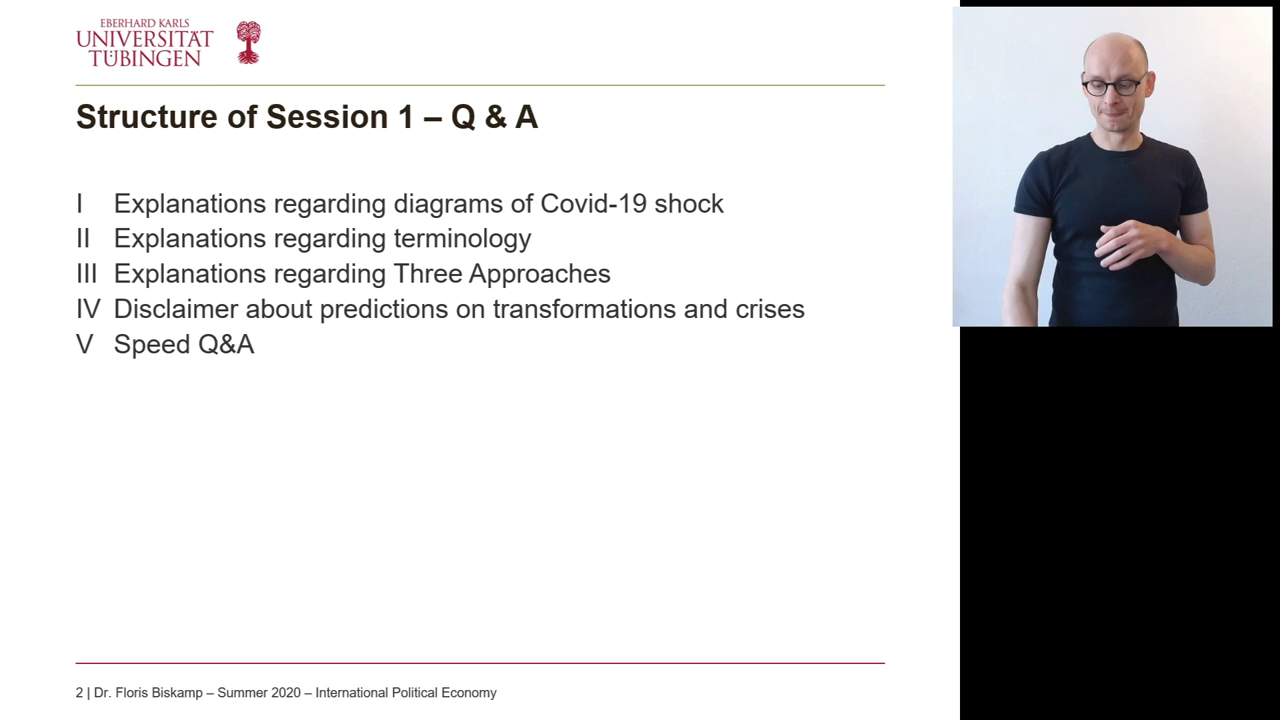 EBERHARD KARLS
UNIVERSITÄT
TÜBINGEN
Structure of Session 1 – Q & A
I Explanations regarding diagrams of Covid-19 shock
II Explanations regarding terminology
III Explanations regarding Three Approaches
IV Disclaimer about predictions on transformations and crises
V Speed Q&A
2 | Dr. Floris Biskamp – Summer 2020 – International Political Economy